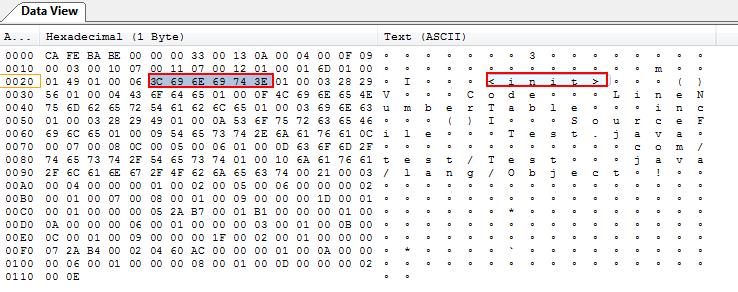 Data View
A... Hexadecimal (1 Byte) Text (ASCII)
0000 CA FE BA BE 00 00 00 33 00 13 0A 00 04 00 0F 09 ∘ ∘ ∘ ∘ ∘ ∘ ∘ 3 ∘ ∘ ∘ ∘ ∘ ∘ ∘ ∘
0010 00 03 00 10 07 00 11 07 00 12 01 00 01 6D 01 00 ∘ ∘ ∘ ∘ ∘ ∘ ∘ ∘ ∘ ∘ ∘ ∘ ∘ m ∘ ∘
0020 01 49 01 00 06 3C 69 6E 69 74 3E 01 00 03 28 29 ∘ I ∘ ∘ ∘ < i n i t > ∘ ∘ ∘ ( )
0030 56 01 00 04 43 6F 64 65 01 00 0F 4C 69 6E 65 4E V ∘ ∘ ∘ C o d e ∘ ∘ ∘ L i n e N
0040 75 6D 62 65 72 54 61 62 6C 65 01 00 03 69 6E 63 u m b e r T a b l e ∘ ∘ ∘ i n c
0050 01 00 03 28 29 49 01 00 0A 53 6F 75 72 63 65 46 ∘ ∘ ∘ ( ) I ∘ ∘ ∘ S o u r c e F
0060 69 6C 65 01 00 09 54 65 73 74 2E 6A 61 76 61 0C i l e ∘ ∘ ∘ T e s t . j a v a ∘
0070 00 07 00 08 0C 00 05 00 06 01 00 0D 63 6F 6D 2F ∘ ∘ ∘ ∘ ∘ ∘ ∘ ∘ ∘ ∘ ∘ ∘ c o m /
0080 74 65 73 74 2F 54 65 73 74 01 00 10 6A 61 76 61 t e s t / T e s t ∘ ∘ ∘ j a v a
0090 2F 6C 61 6E 67 2F 4F 62 6A 65 63 74 00 21 00 03 / l a n g / O b j e c t ∘ ! ∘ ∘
00A0 00 04 00 00 00 01 00 02 00 05 00 06 00 00 00 02 ∘ ∘ ∘ ∘ ∘ ∘ ∘ ∘ ∘ ∘ ∘ ∘ ∘ ∘ ∘ ∘
00B0 00 01 00 07 00 08 00 01 00 09 00 00 00 1D 00 01 ∘ ∘ ∘ ∘ ∘ ∘ ∘ ∘ ∘ ∘ ∘ ∘ ∘ ∘ ∘ ∘
00C0 00 01 00 00 00 05 2A B7 00 01 B1 00 00 00 01 00 ∘ ∘ ∘ ∘ ∘ ∘ * ∘ ∘ ∘ ∘ ∘ ∘ ∘ ∘ ∘
00D0 0A 00 00 00 06 00 01 00 00 00 03 00 01 00 0B 00 ∘ ∘ ∘ ∘ ∘ ∘ ∘ ∘ ∘ ∘ ∘ ∘ ∘ ∘ ∘ ∘
00E0 0C 00 01 00 09 00 00 00 1F 00 02 00 01 00 00 00 ∘ ∘ ∘ ∘ ∘ ∘ ∘ ∘ ∘ ∘ ∘ ∘ ∘ ∘ ∘ ∘
00F0 07 2A B4 00 02 04 60 AC 00 00 00 01 00 0A 00 00 ∘ * ∘ ∘ ∘ ∘ ` ∘ ∘ ∘ ∘ ∘ ∘ ∘ ∘ ∘
0100 00 06 00 01 00 00 00 08 00 01 00 0D 00 00 00 02 ∘ ∘ ∘ ∘ ∘ ∘ ∘ ∘ ∘ ∘ ∘ ∘ ∘ ∘ ∘ ∘
0110 00 0E ∘ ∘